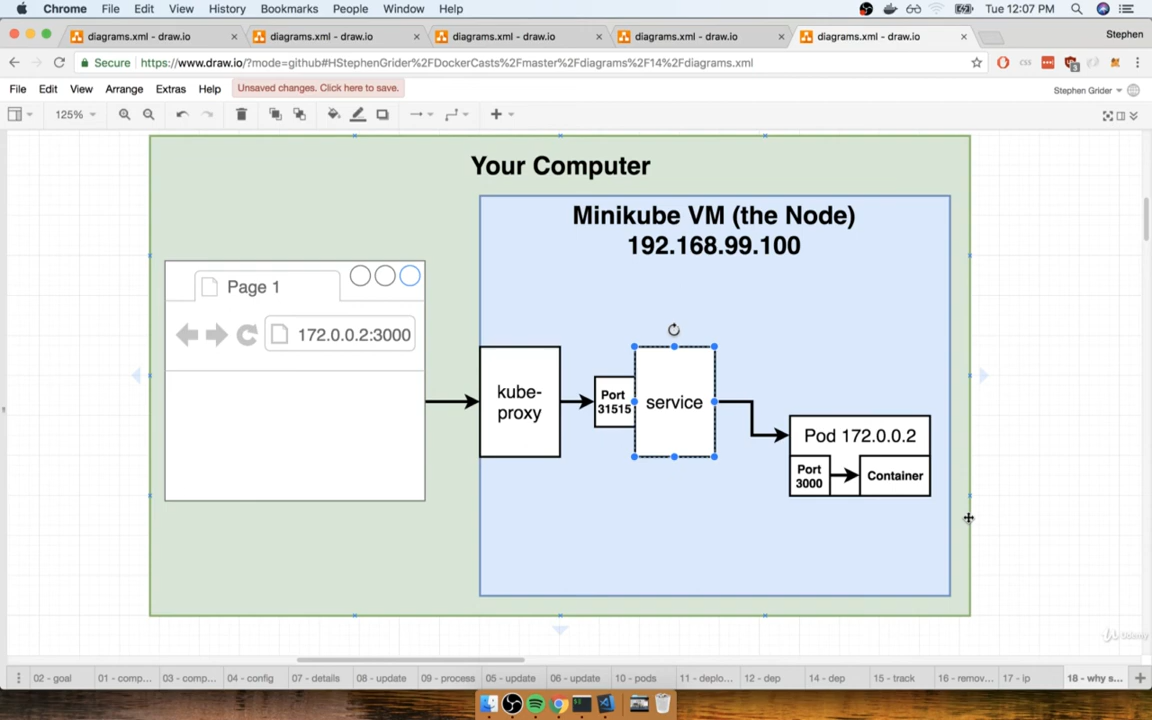 Chrome File Edit View History Bookmarks People Window Help Tue 12:07 PM
diagrams.xml - draw.io diagrams.xml - draw.io diagrams.xml - draw.io diagrams.xml - draw.io diagrams.xml - draw.io Stephen
Secure https://www.draw.io/?mode=github#HStephenGrider%2FDockerCasts%2Fmaster%2Fdiagrams%2F14%2Fdiagrams.xml
File Edit View Arrange Extras Help Unsaved changes. Click here to save. Stephen Grider
125%
Your Computer
Minikube VM (the Node)
192.168.99.100
Page 1
172.0.0.2:3000
kube-
proxy
Port
31515
service
Pod 172.0.0.2
Port
3000
Container
Udemy
02 - goal 01 - comp... 03 - comp... 04 - config 07 - details 08 - update 09 - process 05 - update 06 - update 10 - pods 11 - deplo... 12 - dep 14 - dep 15 - track 16 - remov... 17 - ip 18 - why s...